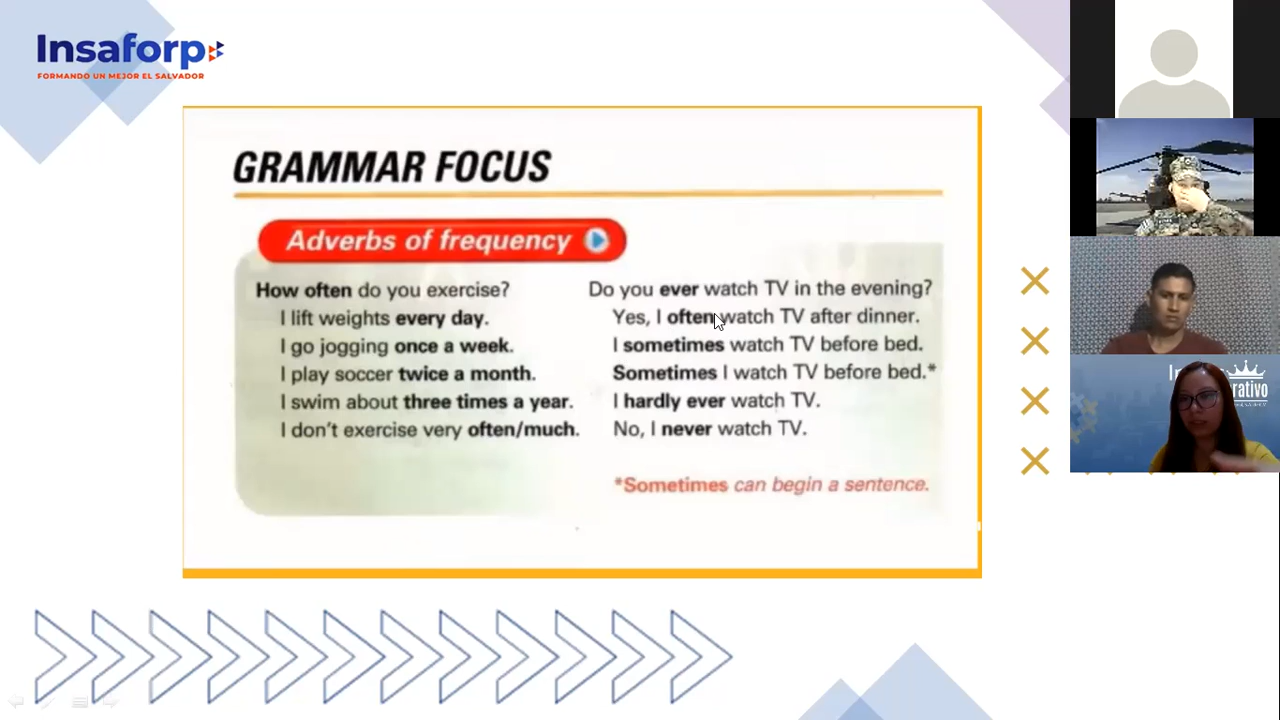 Insaforp
FORMANDO UN MEJOR EL SALVADOR
GRAMMAR FOCUS
Adverbs of frequency
How often do you exercise?
I lift weights every day.
I go jogging once a week.
I play soccer twice a month.
I swim about three times a year.
I don't exercise very often/much.
Do you ever watch TV in the evening?
Yes, I often watch TV after dinner.
I sometimes watch TV before bed.
Sometimes I watch TV before bed.*
I hardly ever watch TV.
No, I never watch TV.
*Sometimes can begin a sentence.